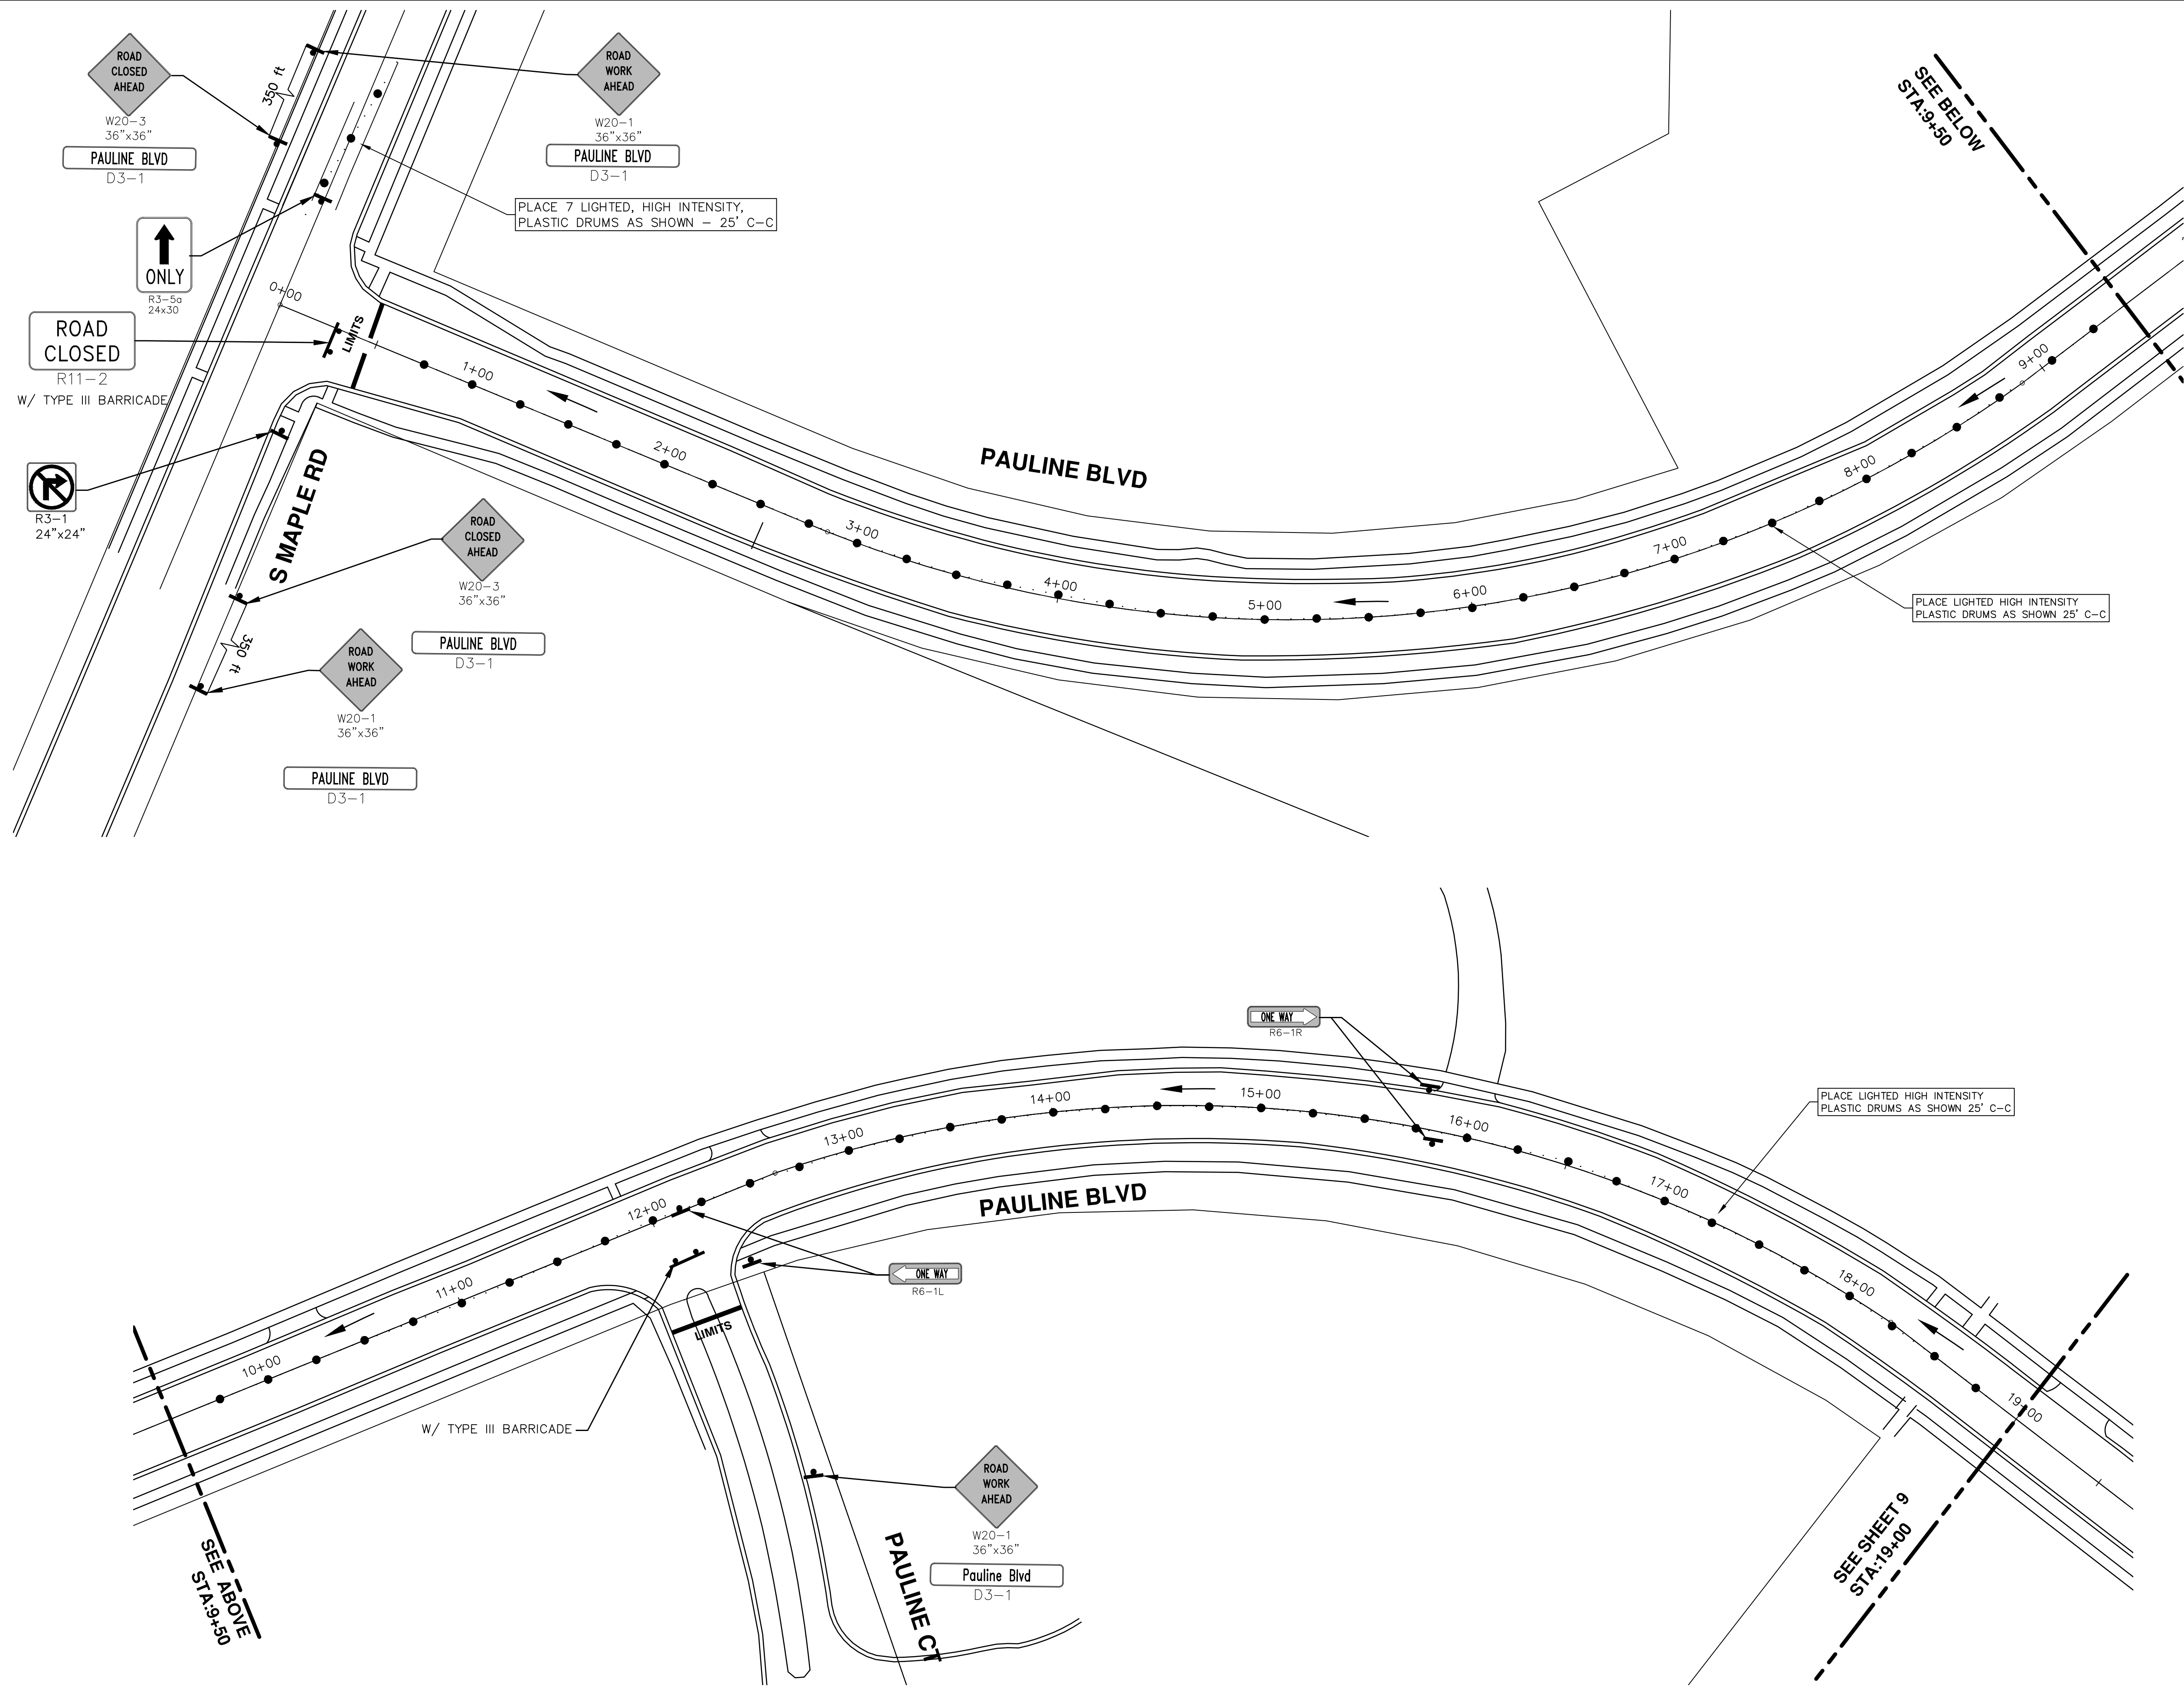 ROAD
CLOSED
AHEAD
W20-3
36"x36"
PAULINE BLVD
D3-1
350 ft
ROAD
WORK
AHEAD
W20-1
36"x36"
PAULINE BLVD
D3-1
PLACE 7 LIGHTED, HIGH INTENSITY,
PLASTIC DRUMS AS SHOWN - 25' C-C
ONLY
R3-5a
24x30
ROAD
CLOSED
R11-2
W/ TYPE III BARRICADE
R3-1
24"x24"
LIMITS
S MAPLE RD
ROAD
CLOSED
AHEAD
W20-3
36"x36"
PAULINE BLVD
D3-1
350 ft
ROAD
WORK
AHEAD
W20-1
36"x36"
PAULINE BLVD
D3-1
0+00
1+00
2+00
3+00
4+00
5+00
6+00
7+00
8+00
9+00
PAULINE BLVD
SEE BELOW
STA:9+50
PLACE LIGHTED HIGH INTENSITY
PLASTIC DRUMS AS SHOWN 25' C-C
ONE WAY
R6-1R
PLACE LIGHTED HIGH INTENSITY
PLASTIC DRUMS AS SHOWN 25' C-C
10+00
11+00
12+00
13+00
14+00
15+00
16+00
17+00
18+00
19+00
PAULINE BLVD
ONE WAY
R6-1L
LIMITS
W/ TYPE III BARRICADE
ROAD
WORK
AHEAD
W20-1
36"x36"
Pauline Blvd
D3-1
PAULINE CT
SEE ABOVE
STA:9+50
SEE SHEET 9
STA:19+00